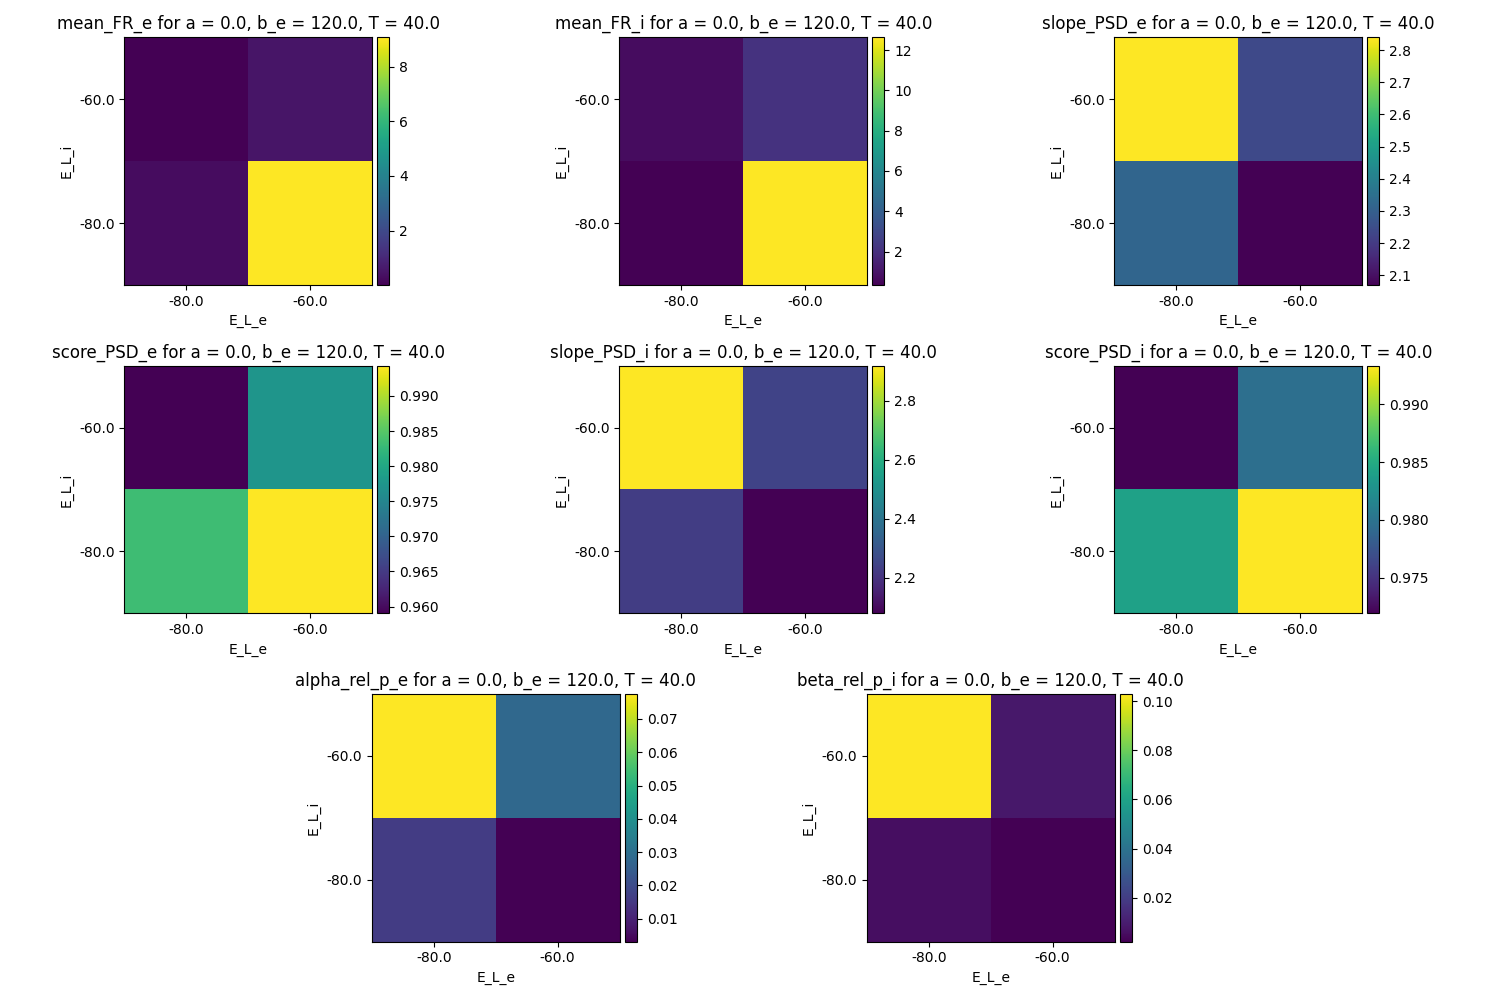 mean_FR_e for a = 0.0, b_e = 120.0, T = 40.0
-60.0
-80.0
E_L_i
-80.0 -60.0
E_L_e
8
6
4
2
mean_FR_i for a = 0.0, b_e = 120.0, T = 40.0
-60.0
-80.0
E_L_i
-80.0 -60.0
E_L_e
12
10
8
6
4
2
slope_PSD_e for a = 0.0, b_e = 120.0, T = 40.0
-60.0
-80.0
E_L_i
-80.0 -60.0
E_L_e
2.8
2.7
2.6
2.5
2.4
2.3
2.2
2.1
score_PSD_e for a = 0.0, b_e = 120.0, T = 40.0
-60.0
-80.0
E_L_i
-80.0 -60.0
E_L_e
0.990
0.985
0.980
0.975
0.970
0.965
0.960
slope_PSD_i for a = 0.0, b_e = 120.0, T = 40.0
-60.0
-80.0
E_L_i
-80.0 -60.0
E_L_e
2.8
2.6
2.4
2.2
score_PSD_i for a = 0.0, b_e = 120.0, T = 40.0
-60.0
-80.0
E_L_i
-80.0 -60.0
E_L_e
0.990
0.985
0.980
0.975
alpha_rel_p_e for a = 0.0, b_e = 120.0, T = 40.0
-60.0
-80.0
E_L_i
-80.0 -60.0
E_L_e
0.07
0.06
0.05
0.04
0.03
0.02
0.01
beta_rel_p_i for a = 0.0, b_e = 120.0, T = 40.0
-60.0
-80.0
E_L_i
-80.0 -60.0
E_L_e
0.10
0.08
0.06
0.04
0.02